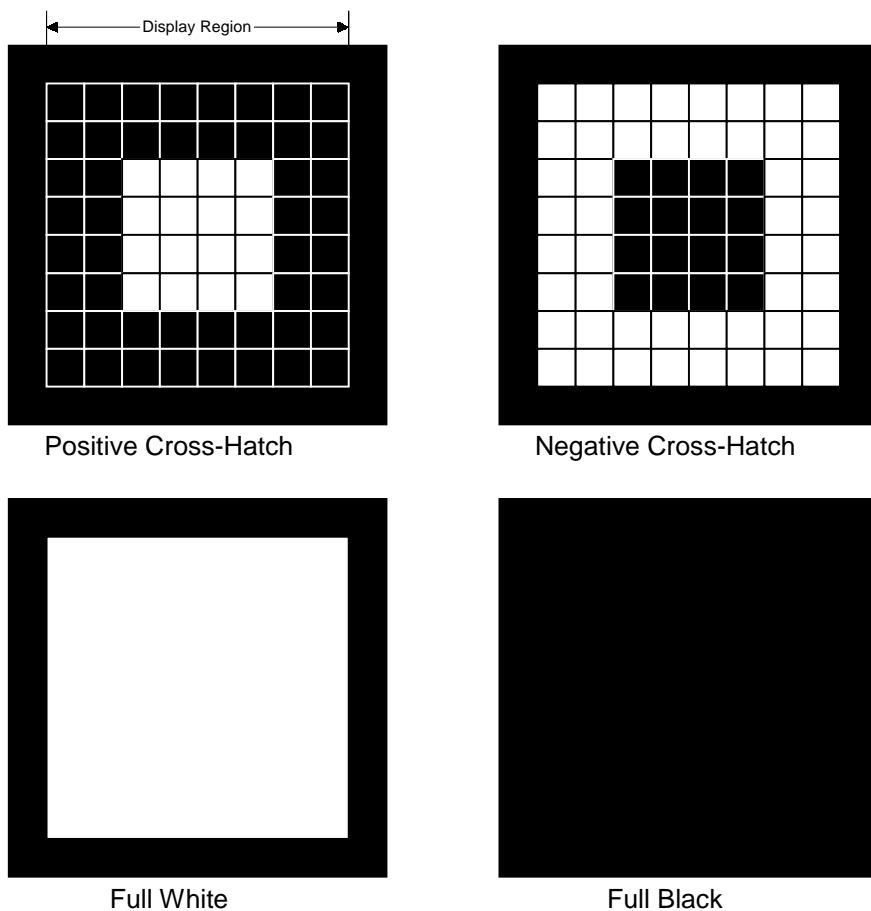 Display Region
Positive Cross-Hatch
Negative Cross-Hatch
Full White
Full Black